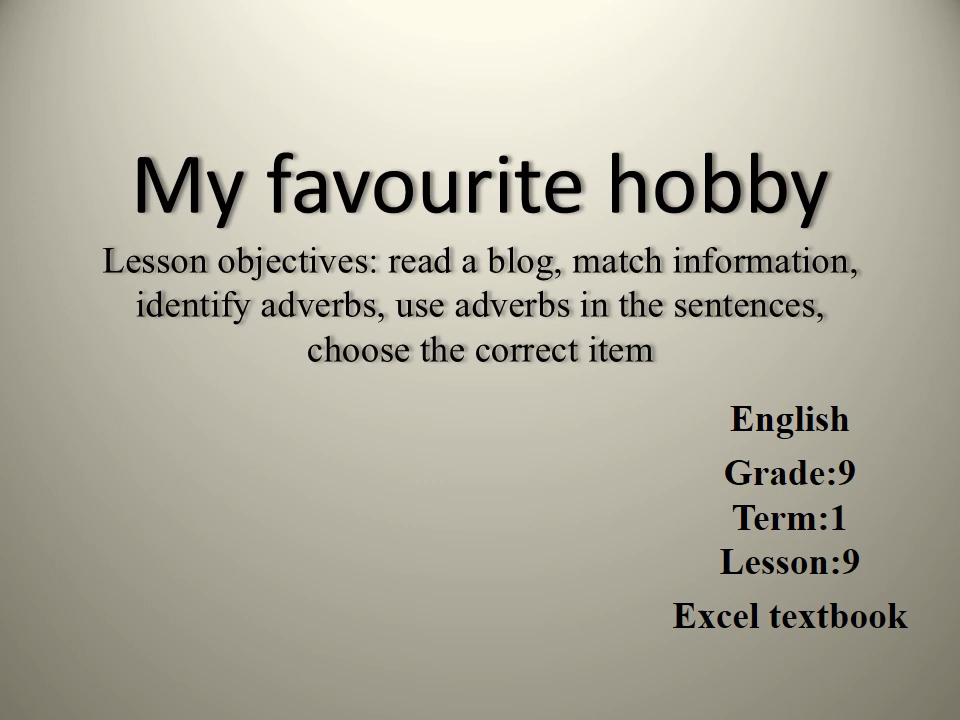 My favourite hobby
Lesson objectives: read a blog, match information,
identify adverbs, use adverbs in the sentences,
choose the correct item
English
Grade:9
Term:1
Lesson:9
Excel textbook